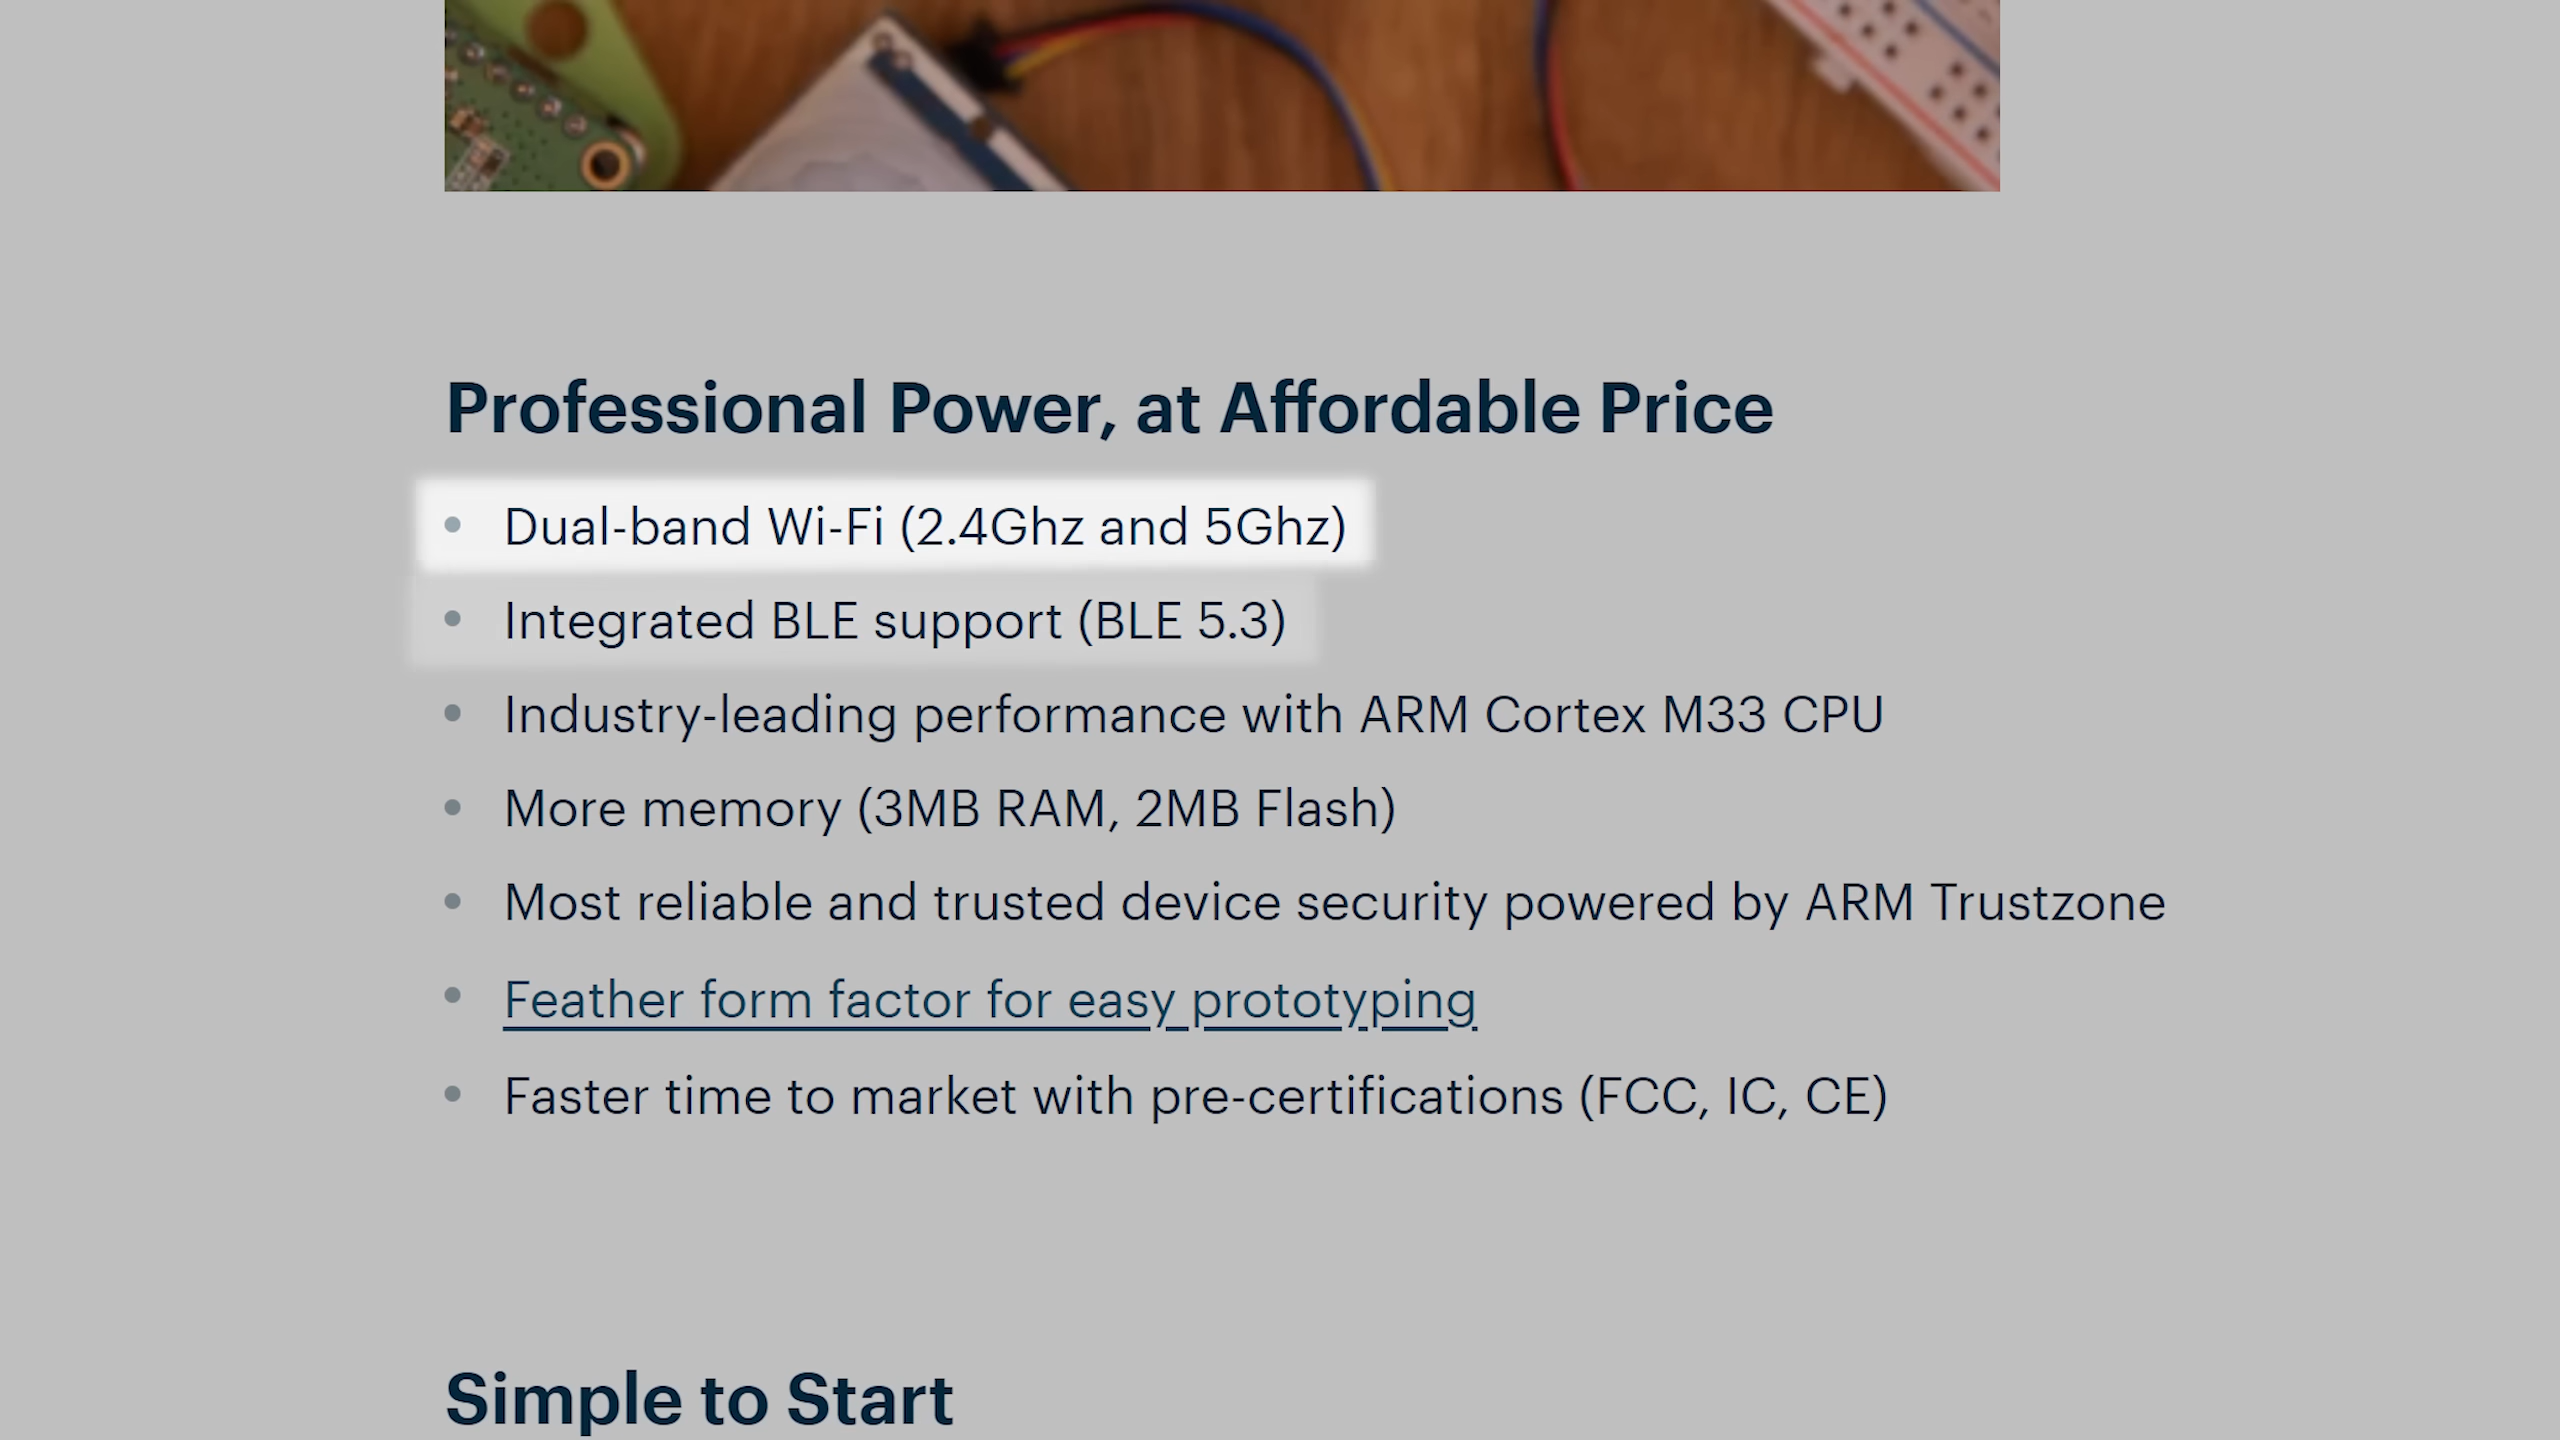 Professional Power, at Affordable Price
Dual-band Wi-Fi (2.4Ghz and 5Ghz)
Integrated BLE support (BLE 5.3)
Industry-leading performance with ARM Cortex M33 CPU
More memory (3MB RAM, 2MB Flash)
Most reliable and trusted device security powered by ARM Trustzone
Feather form factor for easy prototyping
Faster time to market with pre-certifications (FCC, IC, CE)
Simple to Start